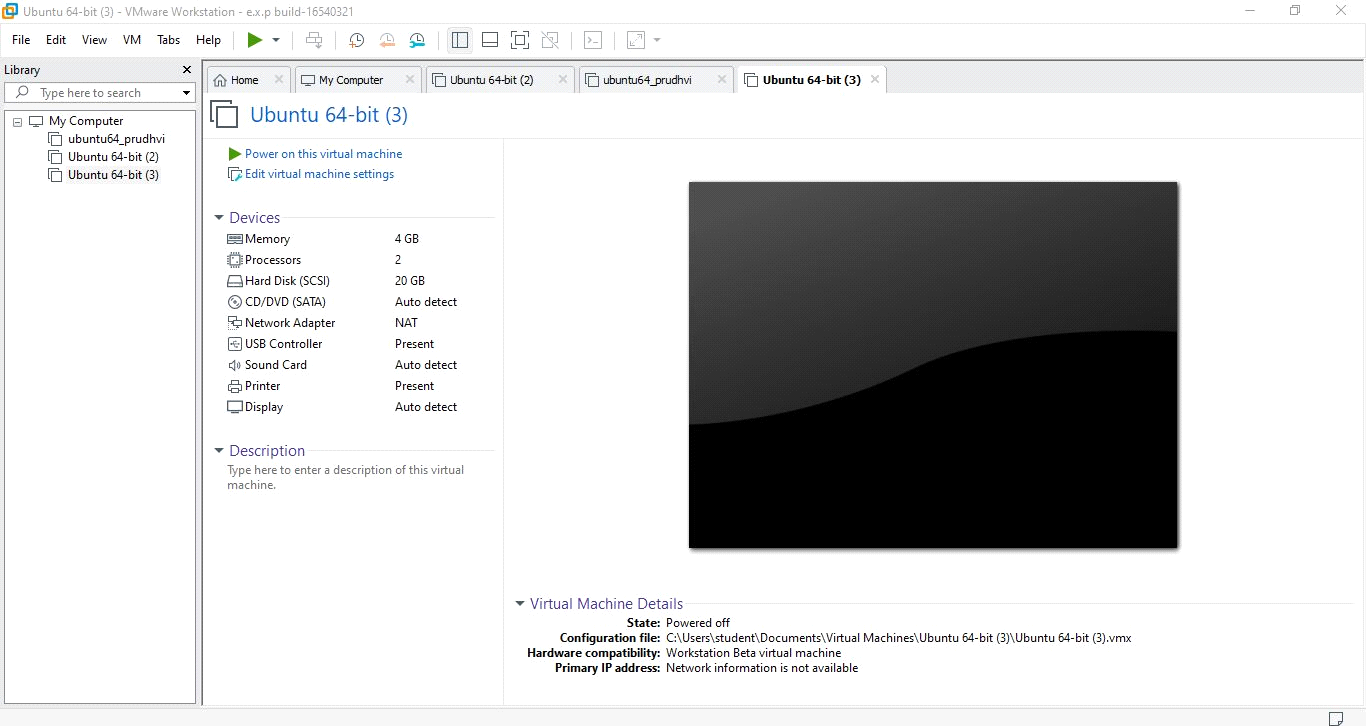 Ubuntu 64-bit (3) - VMware Workstation - e.x.p build-16540321
File Edit View VM Tabs Help
Library
Type here to search
My Computer
ubuntu64_prudhvi
Ubuntu 64-bit (2)
Ubuntu 64-bit (3)
Home My Computer Ubuntu 64-bit (2) ubuntu64_prudhvi Ubuntu 64-bit (3)
Ubuntu 64-bit (3)
Power on this virtual machine
Edit virtual machine settings
Devices
Memory 4 GB
Processors 2
Hard Disk (SCSI) 20 GB
CD/DVD (SATA) Auto detect
Network Adapter NAT
USB Controller Present
Sound Card Auto detect
Printer Present
Display Auto detect
Description
Type here to enter a description of this virtual
machine.
Virtual Machine Details
State: Powered off
Configuration file: C:\Users\student\Documents\Virtual Machines\Ubuntu 64-bit (3)\Ubuntu 64-bit (3).vmx
Hardware compatibility: Workstation Beta virtual machine
Primary IP address: Network information is not available